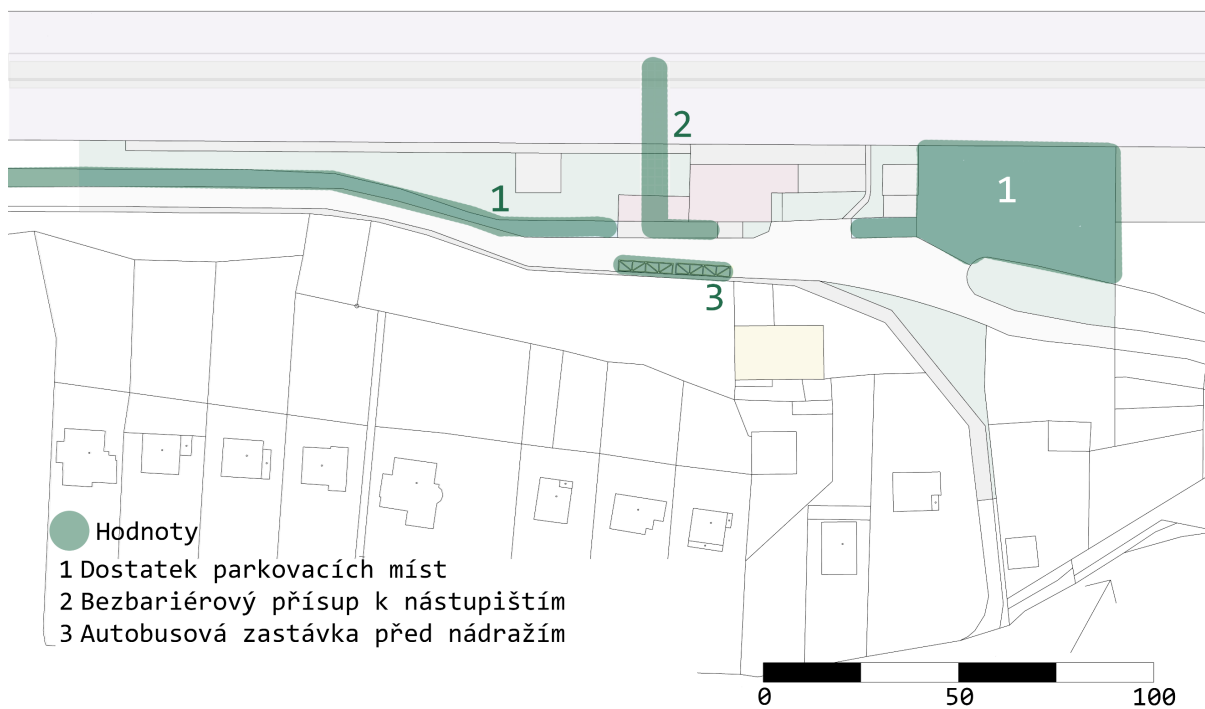 2
1
1
3
Hodnoty
1 Dostatek parkovacích míst
2 Bezbariérový přísup k nástupištím
3 Autobusová zastávka před nádražím
0 50 100